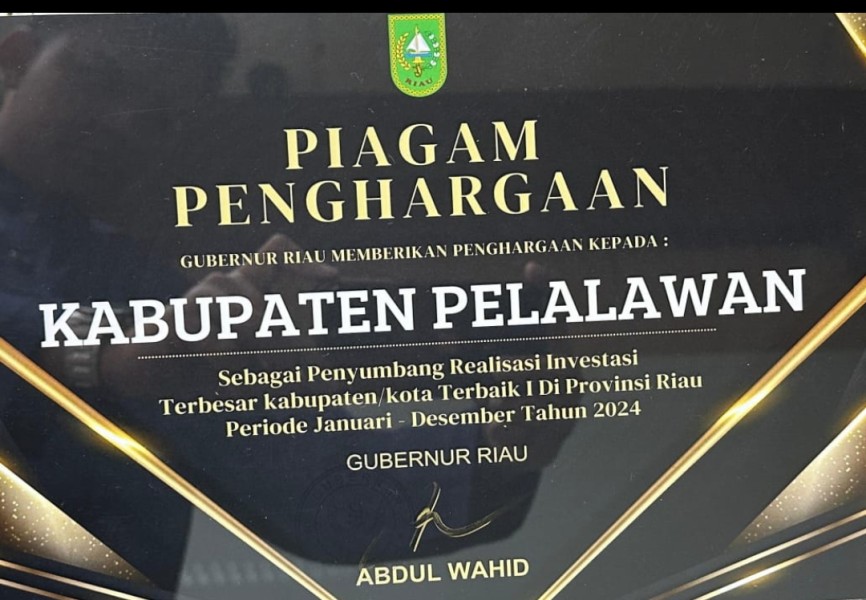 RIAU
PIAGAM
PENGHARGAAN
GUBERNUR RIAU MEMBERIKAN PENGHARGAAN KEPADA :
KABUPATEN PELALAWAN
Sebagai Penyumbang Realisasi Investasi
Terbesar kabupaten/kota Terbaik I Di Provinsi Riau
Periode Januari - Desember Tahun 2024
GUBERNUR RIAU
ABDUL WAHID